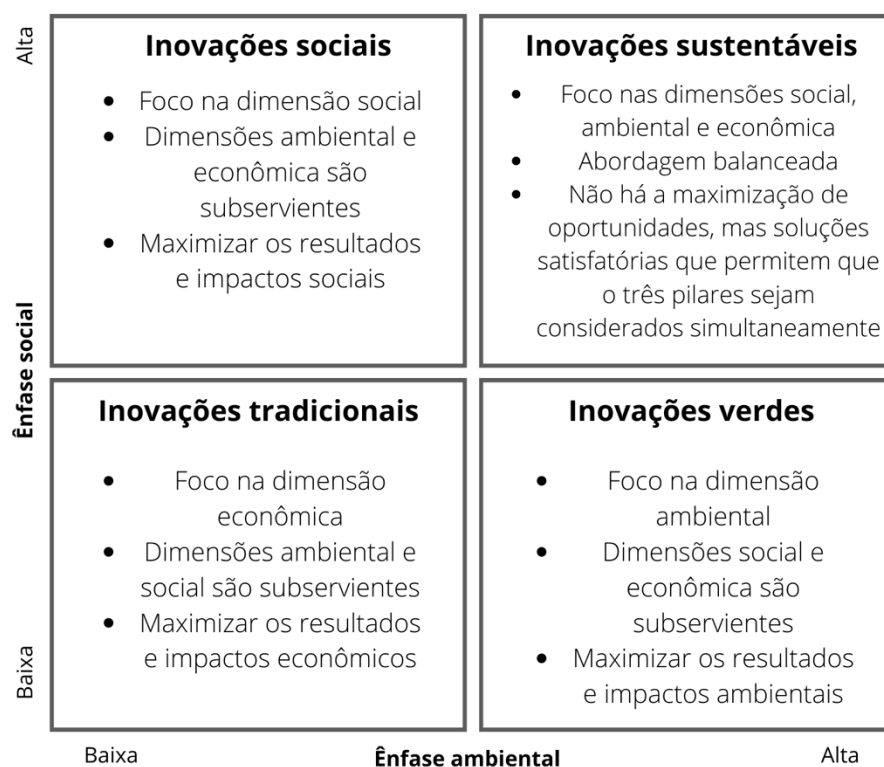 Alta
Inovações sociais
• Foco na dimensão social
• Dimensões ambiental e
econômica são
subservientes
• Maximizar os resultados
e impactos sociais
Inovações sustentáveis
• Foco nas dimensões social,
ambiental e econômica
• Abordagem balanceada
• Não há a maximização de
oportunidades, mas soluções
satisfatórias que permitem que
o três pilares sejam
considerados simultaneamente
Ênfase social
Inovações tradicionais
• Foco na dimensão
econômica
• Dimensões ambiental e
social são subservientes
• Maximizar os resultados
e impactos econômicos
Inovações verdes
• Foco na dimensão
ambiental
• Dimensões social e
econômica são
subservientes
• Maximizar os resultados
e impactos ambientais
Baixa
Baixa
Ênfase ambiental
Alta